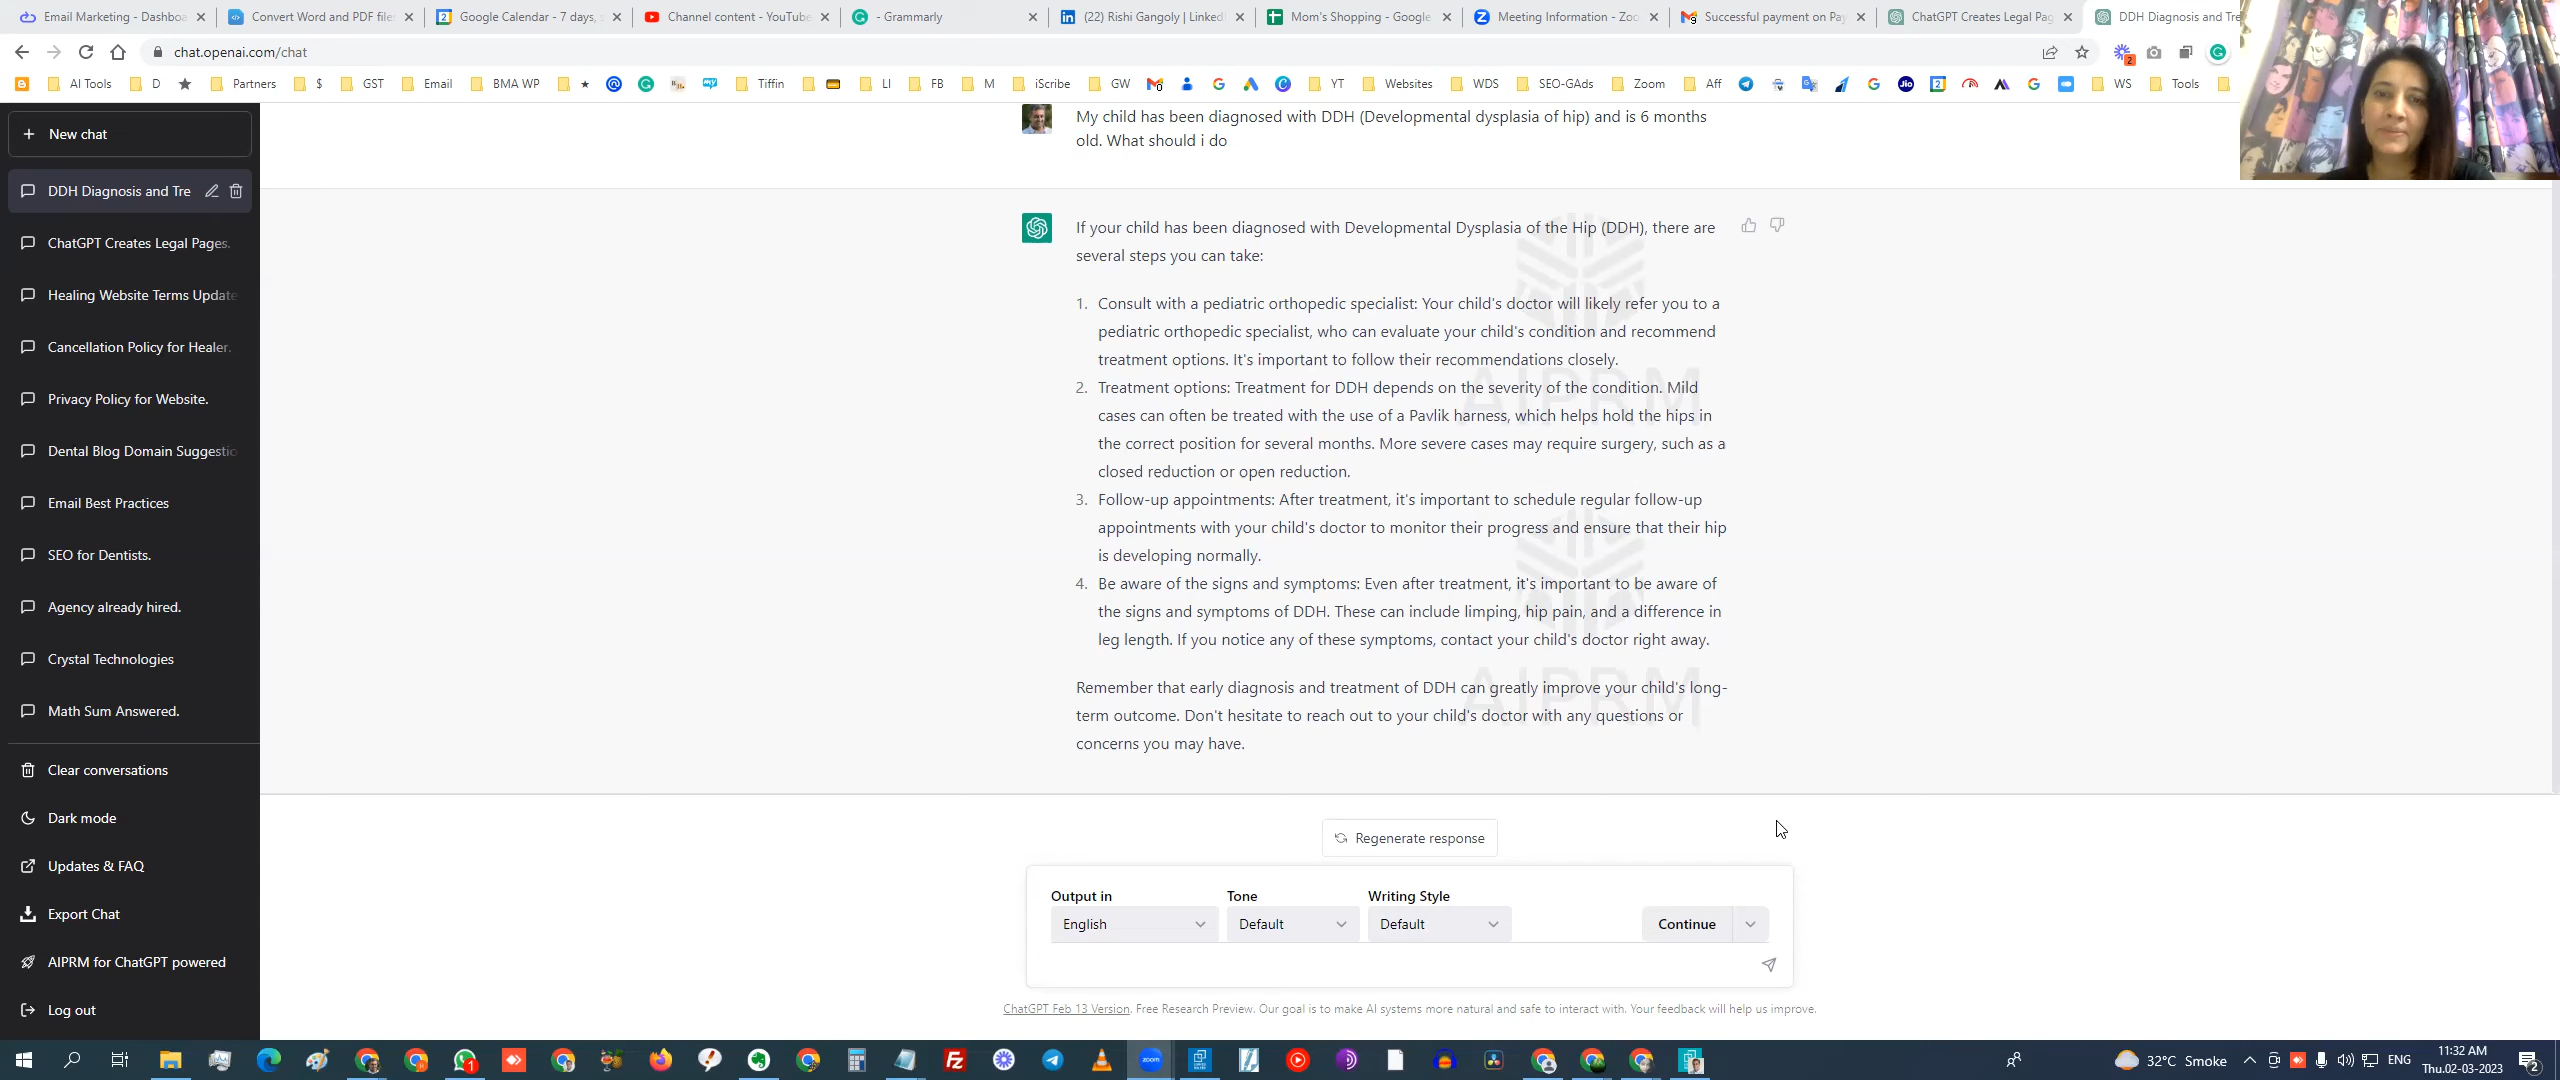 Email Marketing - Dashboa
Convert Word and PDF files
Google Calendar - 7 days, s
Channel content - YouTube
- Grammarly
(22) Rishi Gangoly | LinkedI
Mom's Shopping - Google
Meeting Information - Zoo
Successful payment on Pay
ChatGPT Creates Legal Pag
DDH Diagnosis and Tre
chat.openai.com/chat
2
AI Tools D Partners $ GST Email BMA WP Tiffin LI FB M iScribe GW YT Websites WDS SEO-GAds Zoom Aff Jio WS Tools
New chat
DDH Diagnosis and Tre
ChatGPT Creates Legal Pages.
Healing Website Terms Update
Cancellation Policy for Healer.
Privacy Policy for Website.
Dental Blog Domain Suggestio
Email Best Practices
SEO for Dentists.
Agency already hired.
Crystal Technologies
Math Sum Answered.
Clear conversations
Dark mode
Updates & FAQ
Export Chat
AIPRM for ChatGPT powered
Log out
My child has been diagnosed with DDH (Developmental dysplasia of hip) and is 6 months
old. What should i do
If your child has been diagnosed with Developmental Dysplasia of the Hip (DDH), there are
several steps you can take:
1. Consult with a pediatric orthopedic specialist: Your child's doctor will likely refer you to a
pediatric orthopedic specialist, who can evaluate your child's condition and recommend
treatment options. It's important to follow their recommendations closely.
2. Treatment options: Treatment for DDH depends on the severity of the condition. Mild
cases can often be treated with the use of a Pavlik harness, which helps hold the hips in
the correct position for several months. More severe cases may require surgery, such as a
closed reduction or open reduction.
3. Follow-up appointments: After treatment, it's important to schedule regular follow-up
appointments with your child's doctor to monitor their progress and ensure that their hip
is developing normally.
4. Be aware of the signs and symptoms: Even after treatment, it's important to be aware of
the signs and symptoms of DDH. These can include limping, hip pain, and a difference in
leg length. If you notice any of these symptoms, contact your child's doctor right away.
Remember that early diagnosis and treatment of DDH can greatly improve your child's long-
term outcome. Don't hesitate to reach out to your child's doctor with any questions or
concerns you may have.
AIPRM
AIPRM
Regenerate response
Output in Tone Writing Style
English Default Default Continue
ChatGPT Feb 13 Version. Free Research Preview. Our goal is to make AI systems more natural and safe to interact with. Your feedback will help us improve.
1
zoom
32°C Smoke
ENG
11:32 AM
Thu.02-03-2023
2